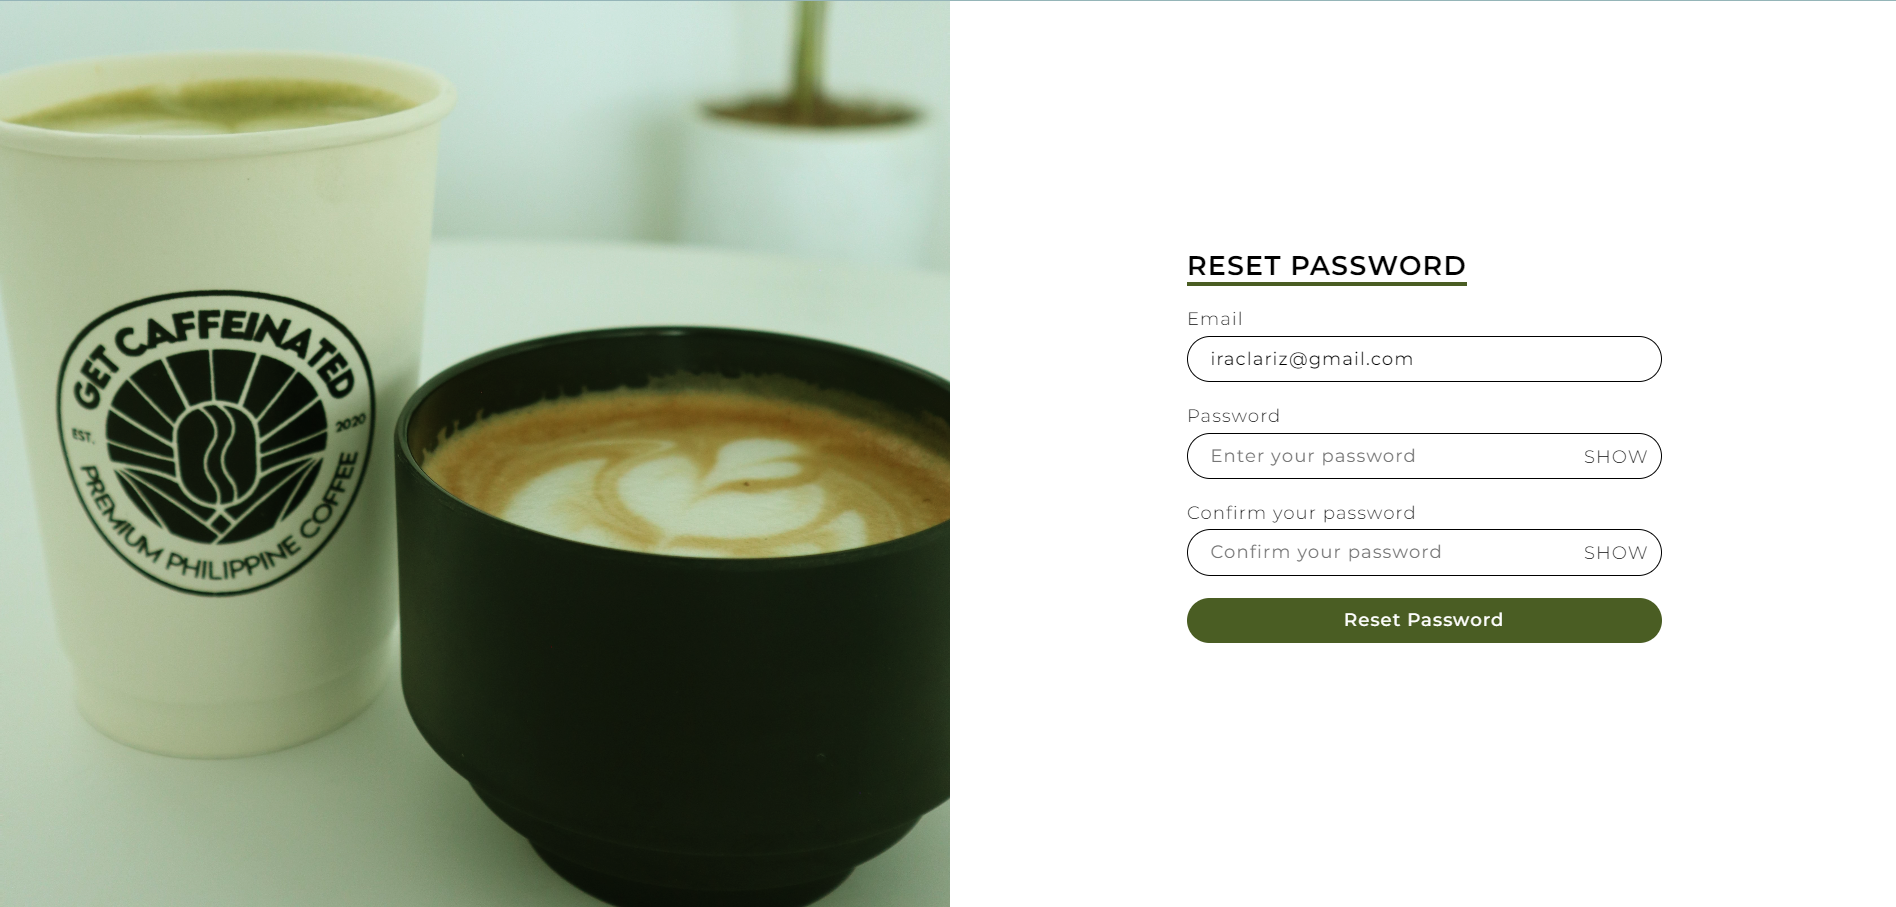 GET CAFFEINATED
EST. 2020
PREMIUM PHILIPPINE COFFEE
RESET PASSWORD
Email
iraclariz@gmail.com
Password
Enter your password SHOW
Confirm your password
Confirm your password SHOW
Reset Password